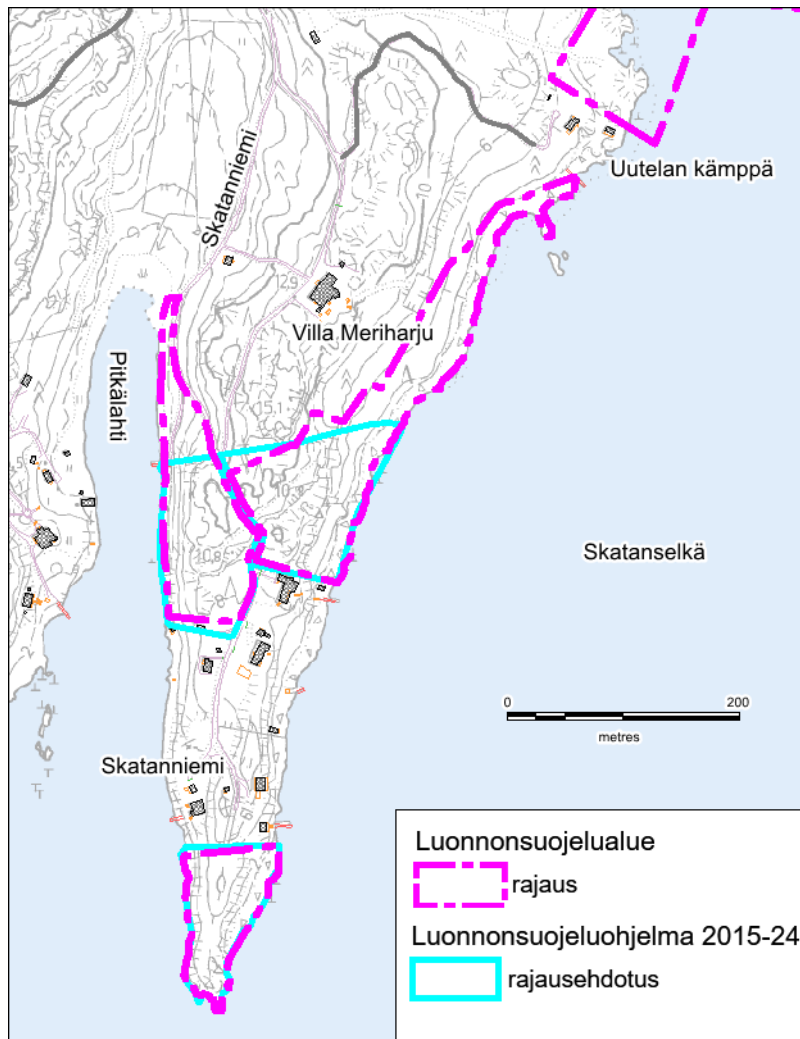 Uutelan kämppä
Skatanniemi
Villa Meriharju
Pitkälahti
Skatanselkä
0 200
metres
Skatanniemi
Luonnonsuojelualue
rajaus
Luonnonsuojeluohjelma 2015-24
rajausehdotus